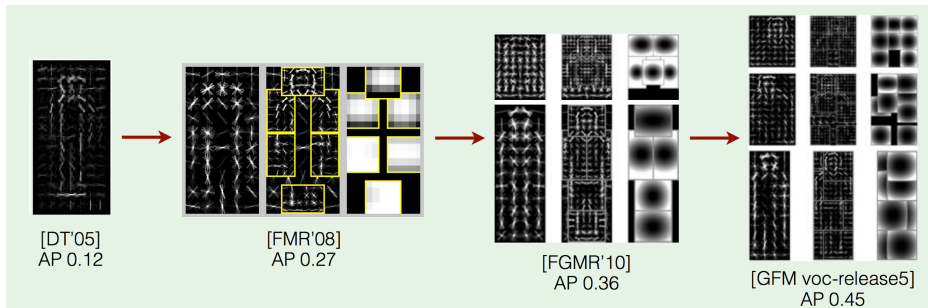 [DT'05]
AP 0.12
[FMR'08]
AP 0.27
[FGMR'10]
AP 0.36
[GFM voc-release5]
AP 0.45